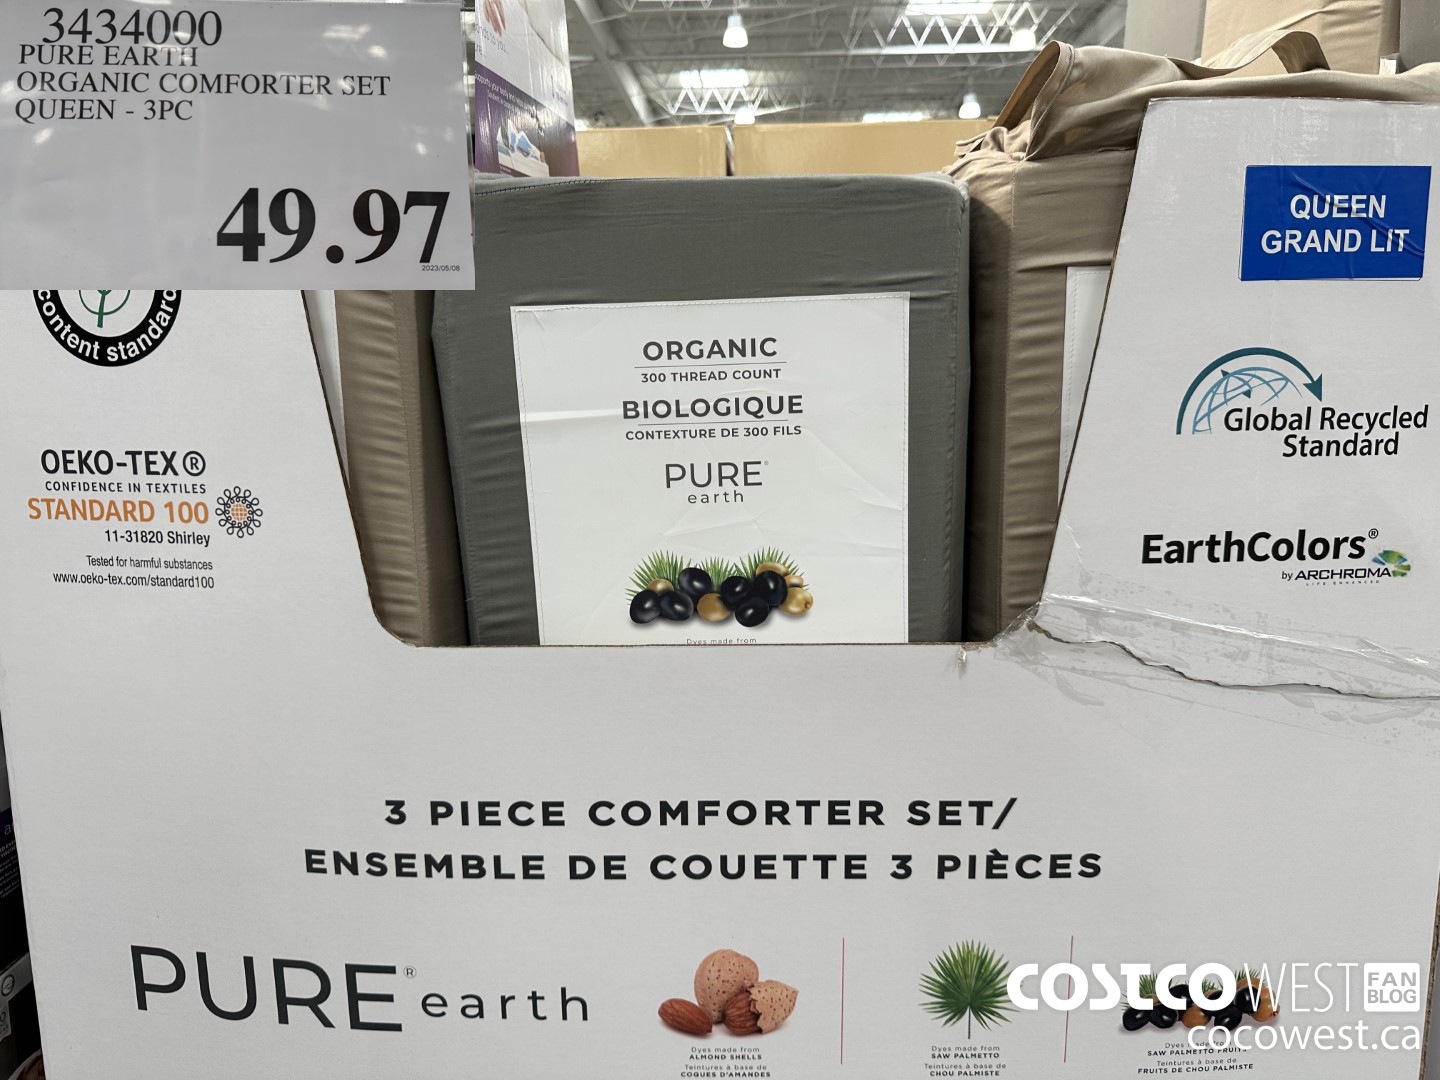 3434000
PURE EARTH
ORGANIC COMFORTER SET
QUEEN - 3PC
49.97
2023/05/08
content standard
OEKO-TEX®
CONFIDENCE IN TEXTILES
STANDARD 100
11-31820 Shirley
Tested for harmful substances
www.oeko-tex.com/standard100
ORGANIC
300 THREAD COUNT
BIOLOGIQUE
CONTEXTURE DE 300 FILS
PURE®
earth
Dyes made from
QUEEN
GRAND LIT
Global Recycled
Standard
EarthColors®
by ARCHROMA
LIFE ENHANCED
3 PIECE COMFORTER SET/
ENSEMBLE DE COUETTE 3 PIÈCES
PURE® earth
Dyes made from
ALMOND SHELLS
Teintures à base de
COQUES D'AMANDES
Dyes made from
SAW PALMETTO
Teintures à base de
CHOU PALMISTE
SAW PALMETTO FRUITS
Teintures à base de
FRUITS DE CHOU PALMISTE
COSTCO WEST FAN
BLOG
cocowest.ca